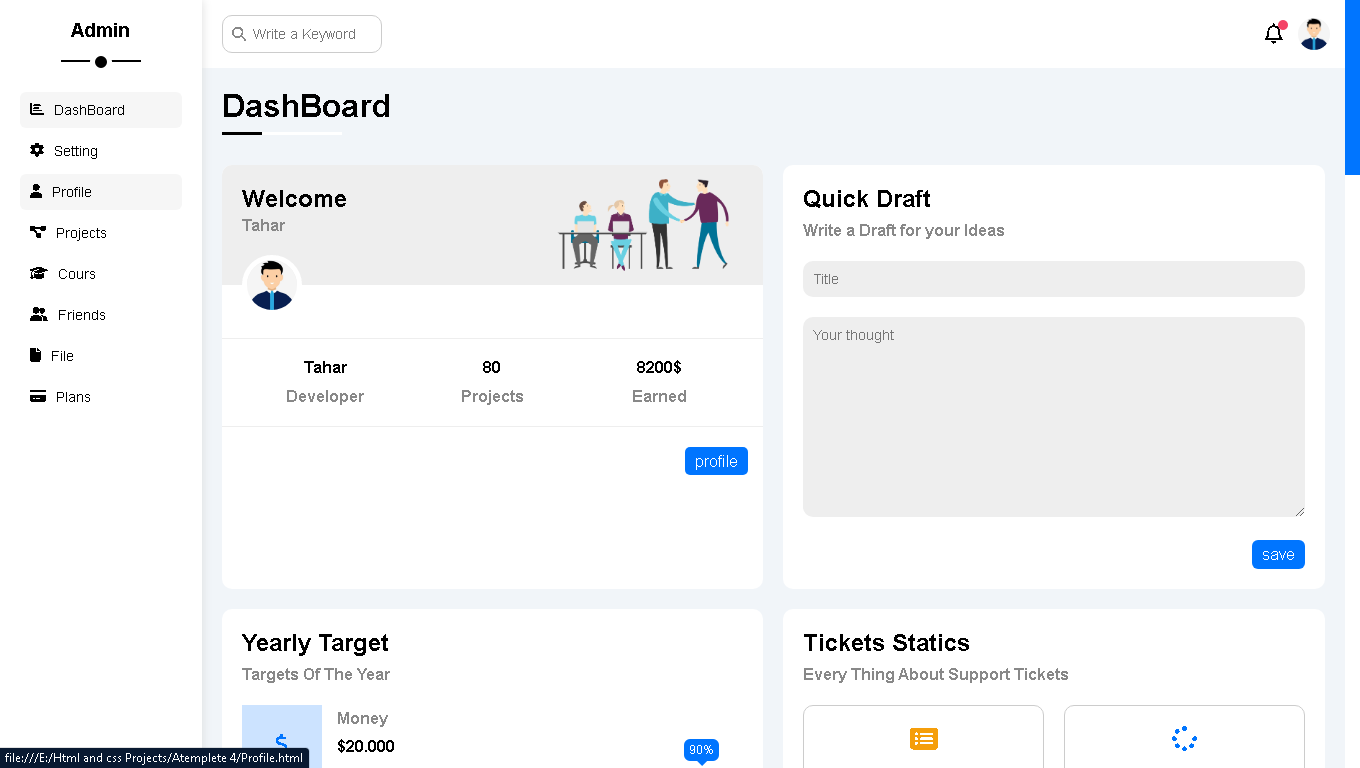 Admin
Write a Keyword
DashBoard
Setting
Profile
Projects
Cours
Friends
File
Plans
DashBoard
Welcome
Tahar
Tahar
Developer
80
Projects
8200$
Earned
profile
Quick Draft
Write a Draft for your Ideas
Title
Your thought
save
Yearly Target
Targets Of The Year
$
Money
$20.000
90%
Tickets Statics
Every Thing About Support Tickets
file:///E:/Html and css Projects/Atemplete 4/Profile.html